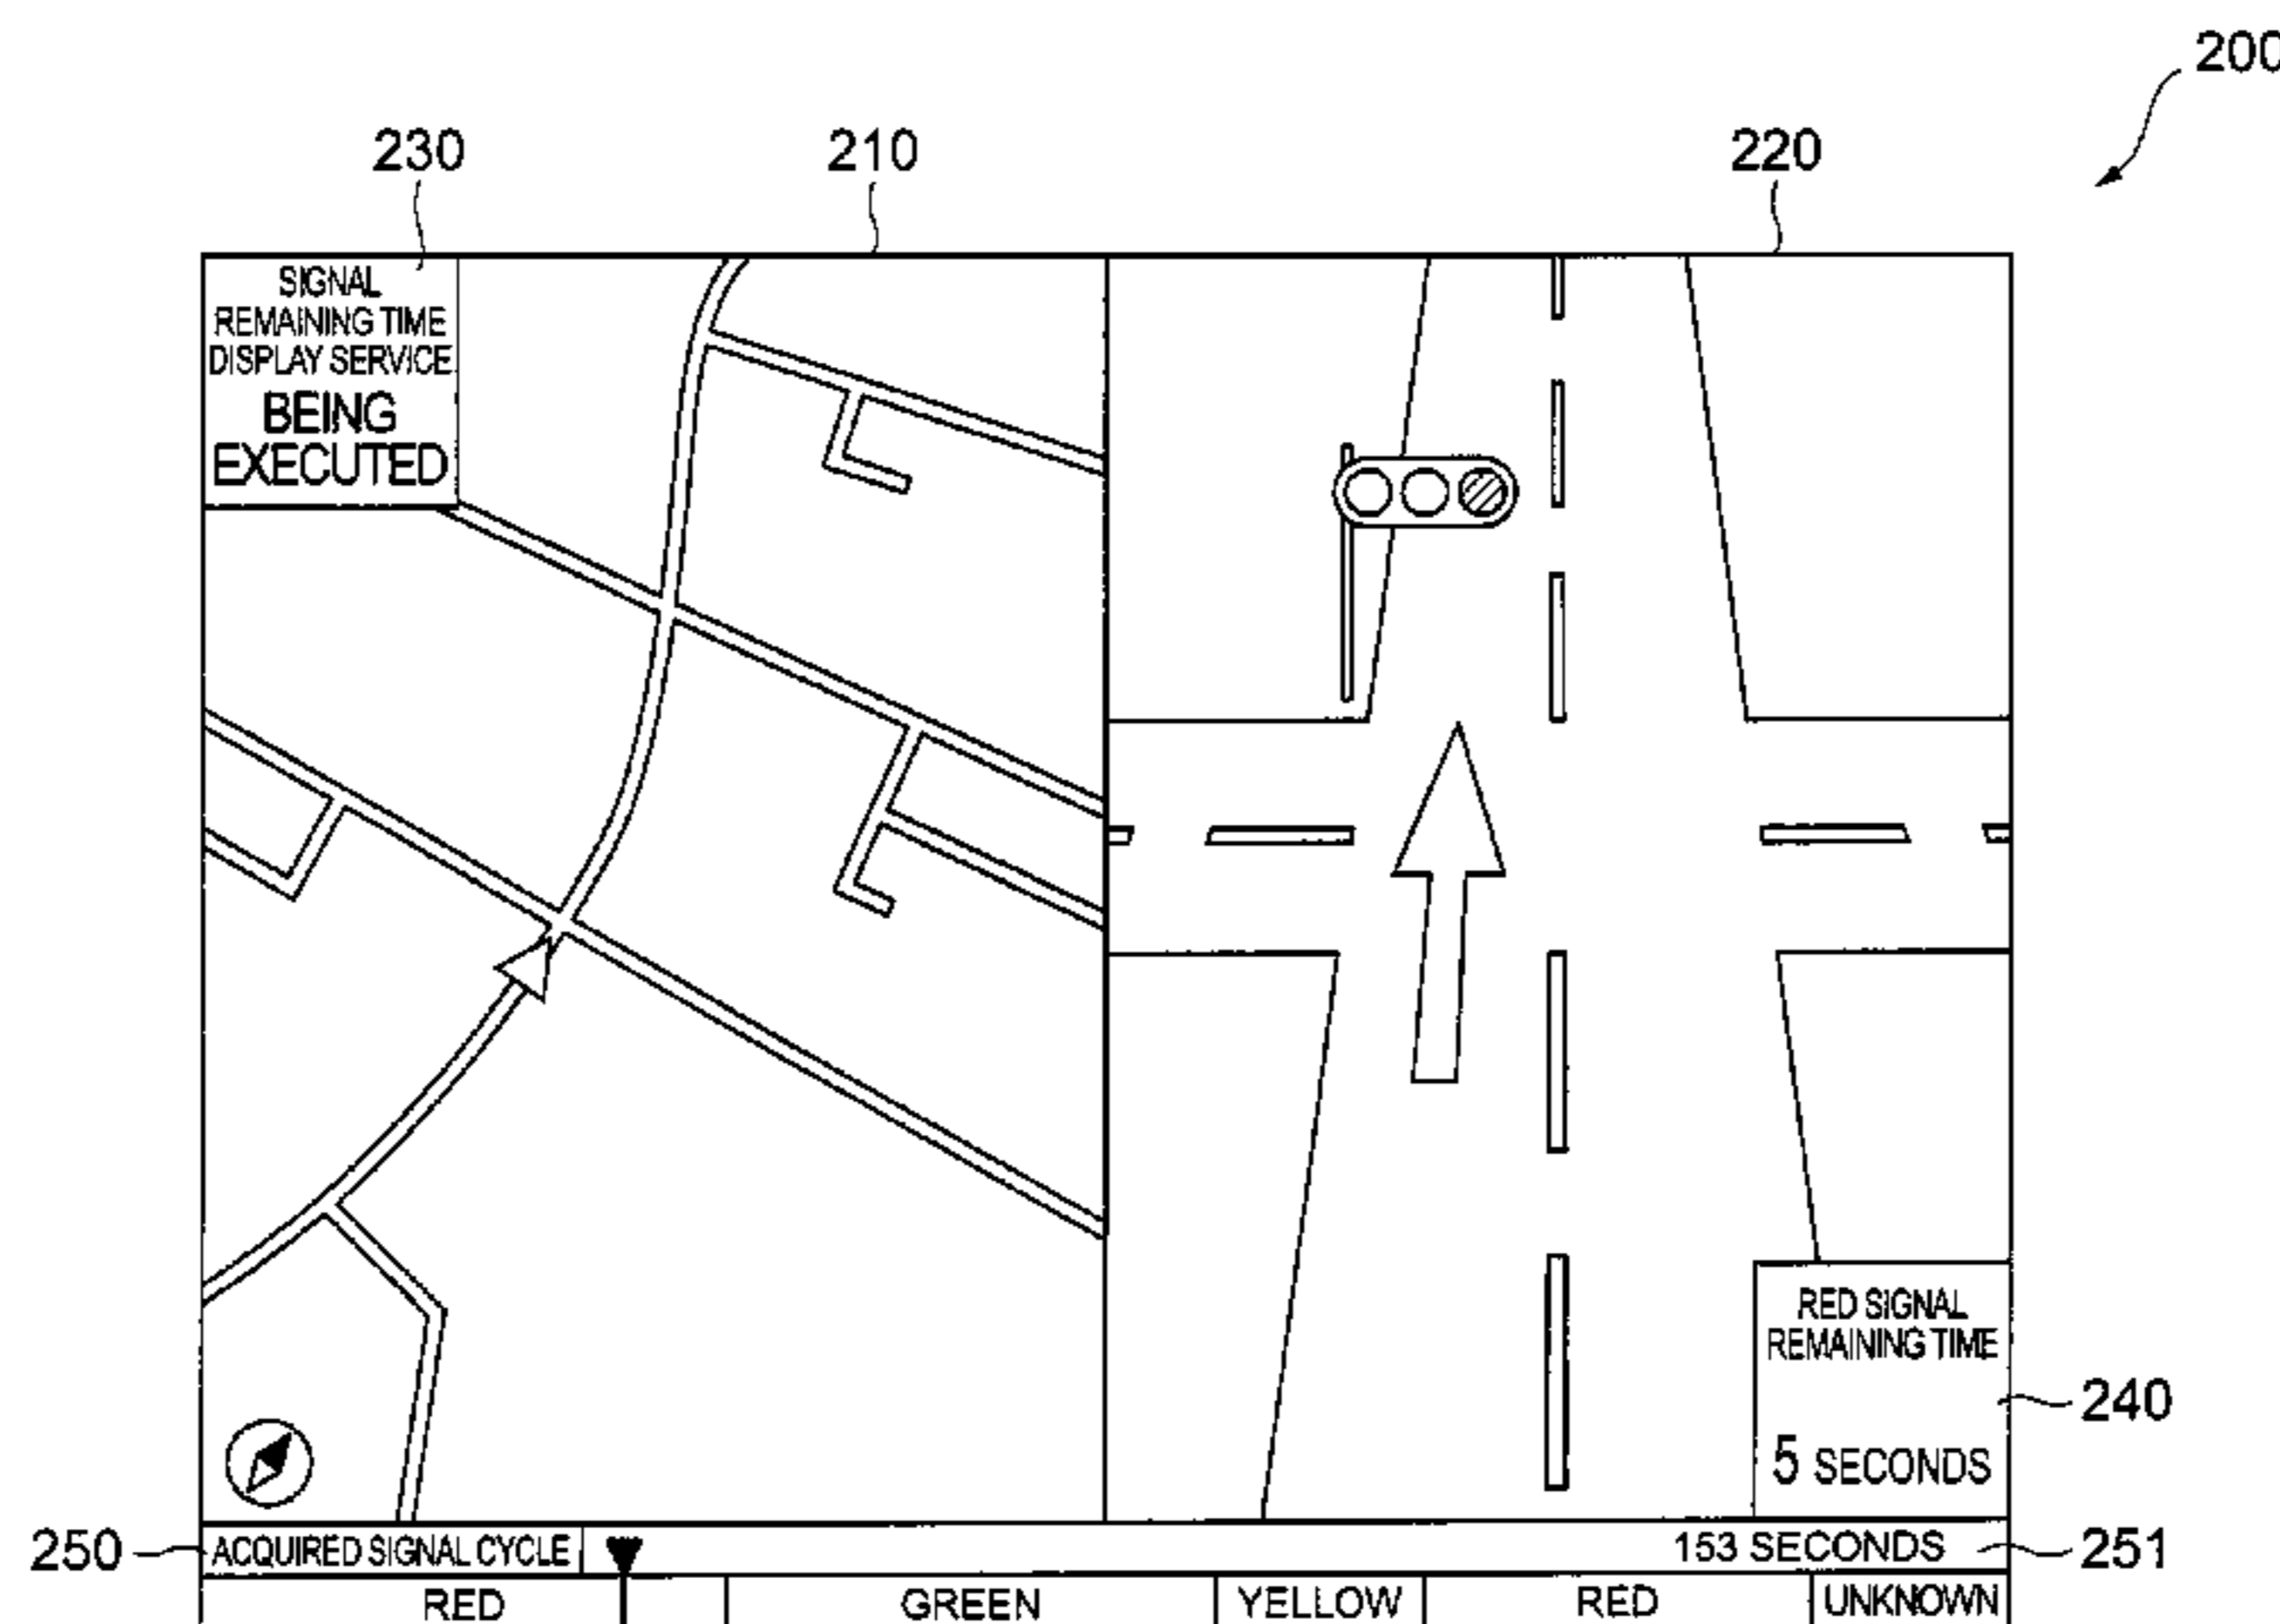 200
230
210
220
SIGNAL
REMAINING TIME
DISPLAY SERVICE
BEING
EXECUTED
RED SIGNAL
REMAINING TIME
240
5 SECONDS
250
ACQUIRED SIGNAL CYCLE
153 SECONDS
251
RED
GREEN
YELLOW
RED
UNKNOWN